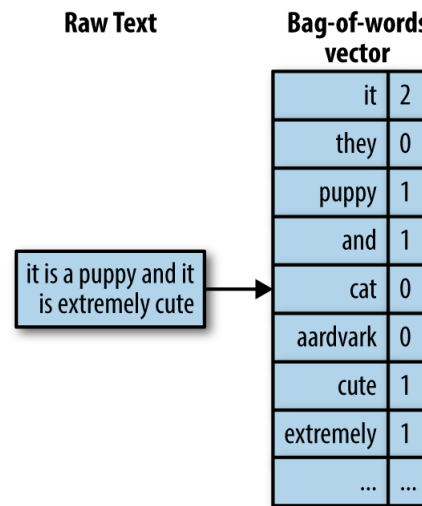 Raw Text
Bag-of-words
vector
it is a puppy and it
is extremely cute
it 2
they 0
puppy 1
and 1
cat 0
aardvark 0
cute 1
extremely 1
... ...